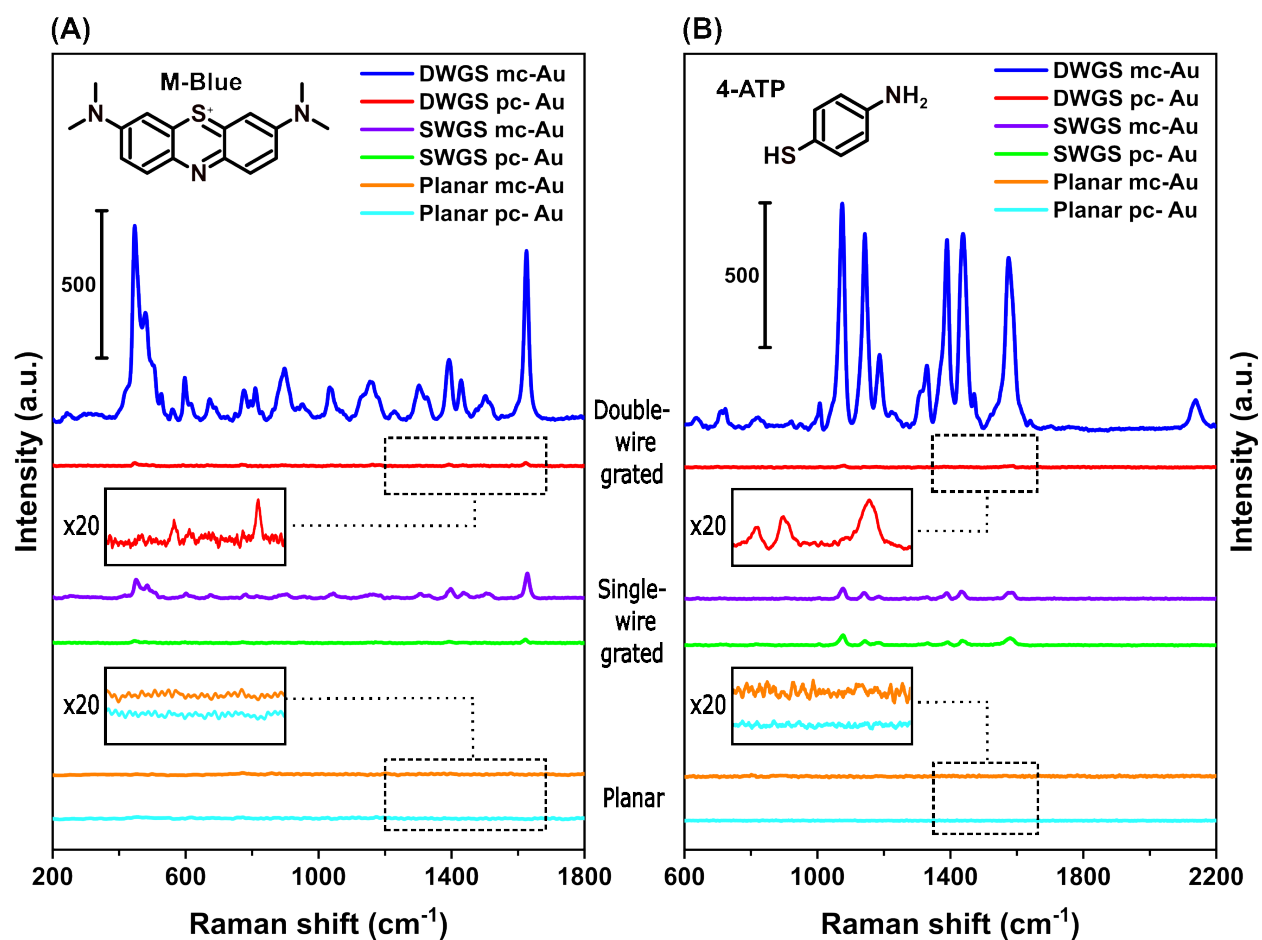 (A)
M-Blue
N
S+
N
N
DWGS mc-Au
DWGS pc- Au
SWGS mc-Au
SWGS pc- Au
Planar mc-Au
Planar pc- Au
500
x20
x20
200
600
1000
1400
1800
Raman shift (cm-1)
Intensity (a.u.)
Double-
wire
grated
Single-
wire
grated
Planar
(B)
4-ATP
NH2
HS
DWGS mc-Au
DWGS pc- Au
SWGS mc-Au
SWGS pc- Au
Planar mc-Au
Planar pc- Au
500
x20
x20
600
1000
1400
1800
2200
Raman shift (cm-1)
Intensity (a.u.)